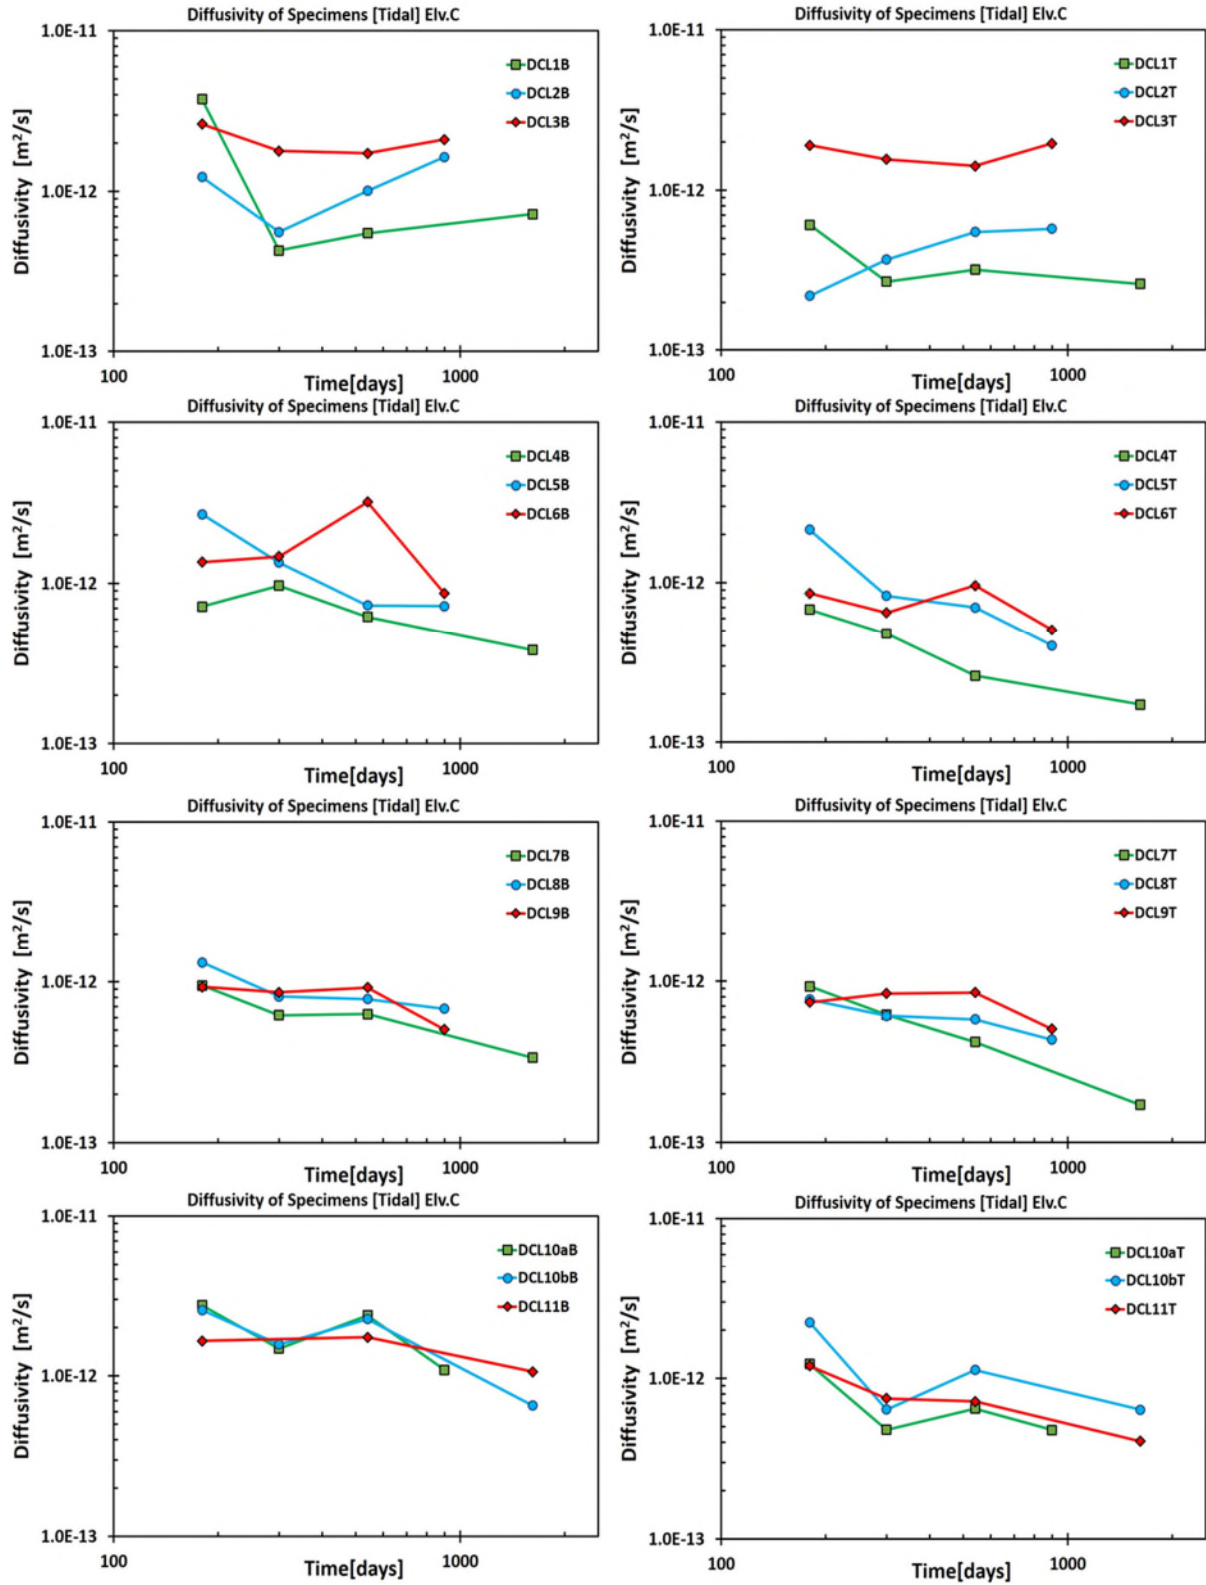 Diffusivity of Specimens [Tidal] Elv.C
1.0E-11
DCL1B
DCL2B
DCL3B
1.0E-12
Diffusivity [m²/s]
1.0E-13
100
1000
Time[days]
Diffusivity of Specimens [Tidal] Elv.C
1.0E-11
DCL1T
DCL2T
DCL3T
1.0E-12
Diffusivity [m²/s]
1.0E-13
100
1000
Time[days]
Diffusivity of Specimens [Tidal] Elv.C
1.0E-11
DCL4B
DCL5B
DCL6B
1.0E-12
Diffusivity [m²/s]
1.0E-13
100
1000
Time[days]
Diffusivity of Specimens [Tidal] Elv.C
1.0E-11
DCL4T
DCL5T
DCL6T
1.0E-12
Diffusivity [m²/s]
1.0E-13
100
1000
Time[days]
Diffusivity of Specimens [Tidal] Elv.C
1.0E-11
DCL7B
DCL8B
DCL9B
1.0E-12
Diffusivity [m²/s]
1.0E-13
100
1000
Time[days]
Diffusivity of Specimens [Tidal] Elv.C
1.0E-11
DCL7T
DCL8T
DCL9T
1.0E-12
Diffusivity [m²/s]
1.0E-13
100
1000
Time[days]
Diffusivity of Specimens [Tidal] Elv.C
1.0E-11
DCL10aB
DCL10bB
DCL11B
1.0E-12
Diffusivity [m²/s]
1.0E-13
100
1000
Time[days]
Diffusivity of Specimens [Tidal] Elv.C
1.0E-11
DCL10aT
DCL10bT
DCL11T
1.0E-12
Diffusivity [m²/s]
1.0E-13
100
1000
Time[days]